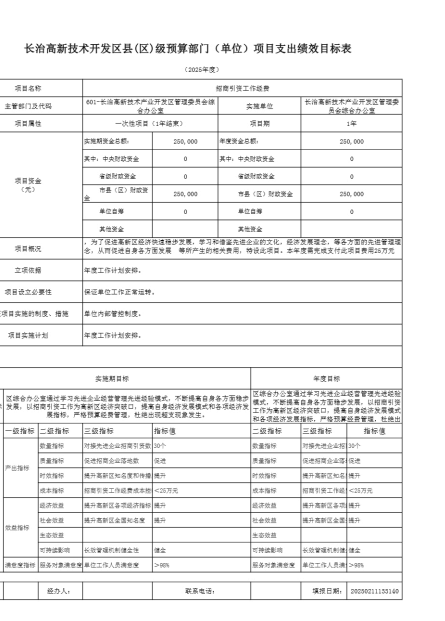 长治高新技术开发区县(区)级预算部门（单位）项目支出绩效目标表
（2025年度）
项目名称 招商引资工作经费
主管部门及代码 601-长治高新技术产业开发区管理委员会综合办公室 实施单位 长治高新技术产业开发区管理委员会综合办公室
项目属性 一次性项目（1年结束） 项目期 1年
项目资金（元） 实施期资金总额： 250,000 年度资金总额： 250,000
其中：中央财政资金 0 其中：中央财政资金 0
省级财政资金 0 省级财政资金 0
市县（区）财政资金 250,000 市县（区）财政资金 250,000
单位自筹 0 单位自筹 0
其他资金 其他资金
项目概况 ，为了促进高新区经济快速稳步发展，学习和借鉴先进企业的文化，经济发展理念，等各方面的先进管理理念，从而促进自身各方面发展 等所产生的相关费用，特设此项目。本年度需完成支付此项目费用25万元
立项依据 年度工作计划安排。
项目设立必要性 保证单位工作正常运转。
项目实施的制度、措施 单位内部管控制度。
项目实施计划 年度工作计划安排。
实施期目标 年度目标
区综合办公室通过学习先进企业经营管理先进经验模式，不断提高自身各方面稳步发展，以招商引资工作为高新区经济突破口，提高自身经济发展模式和各项经济发展指标。严格预算经费管理，杜绝出现超支现象发生。
区综合办公室通过学习先进企业经营管理先进经验模式，不断提高自身各方面稳步发展，以招商引资工作为高新区经济突破口，提高自身经济发展模式和各项经济发展指标。严格预算经费管理，杜绝出
一级指标 二级指标 三级指标 指标值 二级指标 三级指标 指标值
产出指标 数量指标 对接先进企业招引资数 30个 数量指标 对接先进企业招 30个
质量指标 促进招商企业落地数 促进 质量指标 促进招商企业落 促进
时效指标 提升高新区知名度和传播 提升 时效指标 提升高新区知名 提升
成本指标 招商引资工作经费成本控 <25万元 成本指标 招商引资工作经 <25万元
效益指标 经济效益 提升高新区各项经济指标 提升 经济效益 提升高新区各项 提升
社会效益 提升高新区全国知名度 提升 社会效益 提升高新区全国 提升
生态效益 生态效益
可持续影响 长效管理机制健全性 健全 可持续影响 长效管理机制健 健全
满意度指标 服务对象满意度 单位工作人员满意度 >98% 服务对象满意度 单位工作人员满 >98%
经办人： 联系电话： 填报日期： 20250211153140